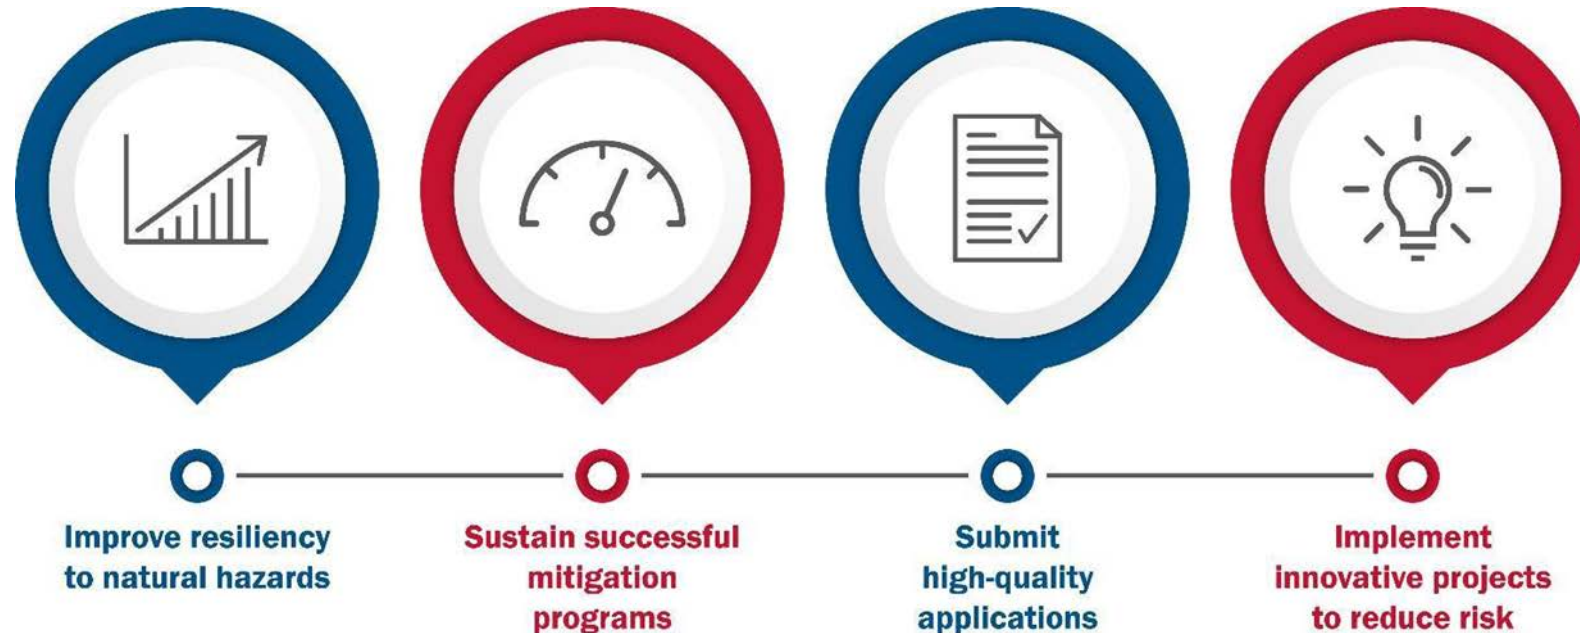 Improve resiliency
to natural hazards
Sustain successful
mitigation
programs
Submit
high-quality
applications
Implement
innovative projects
to reduce risk